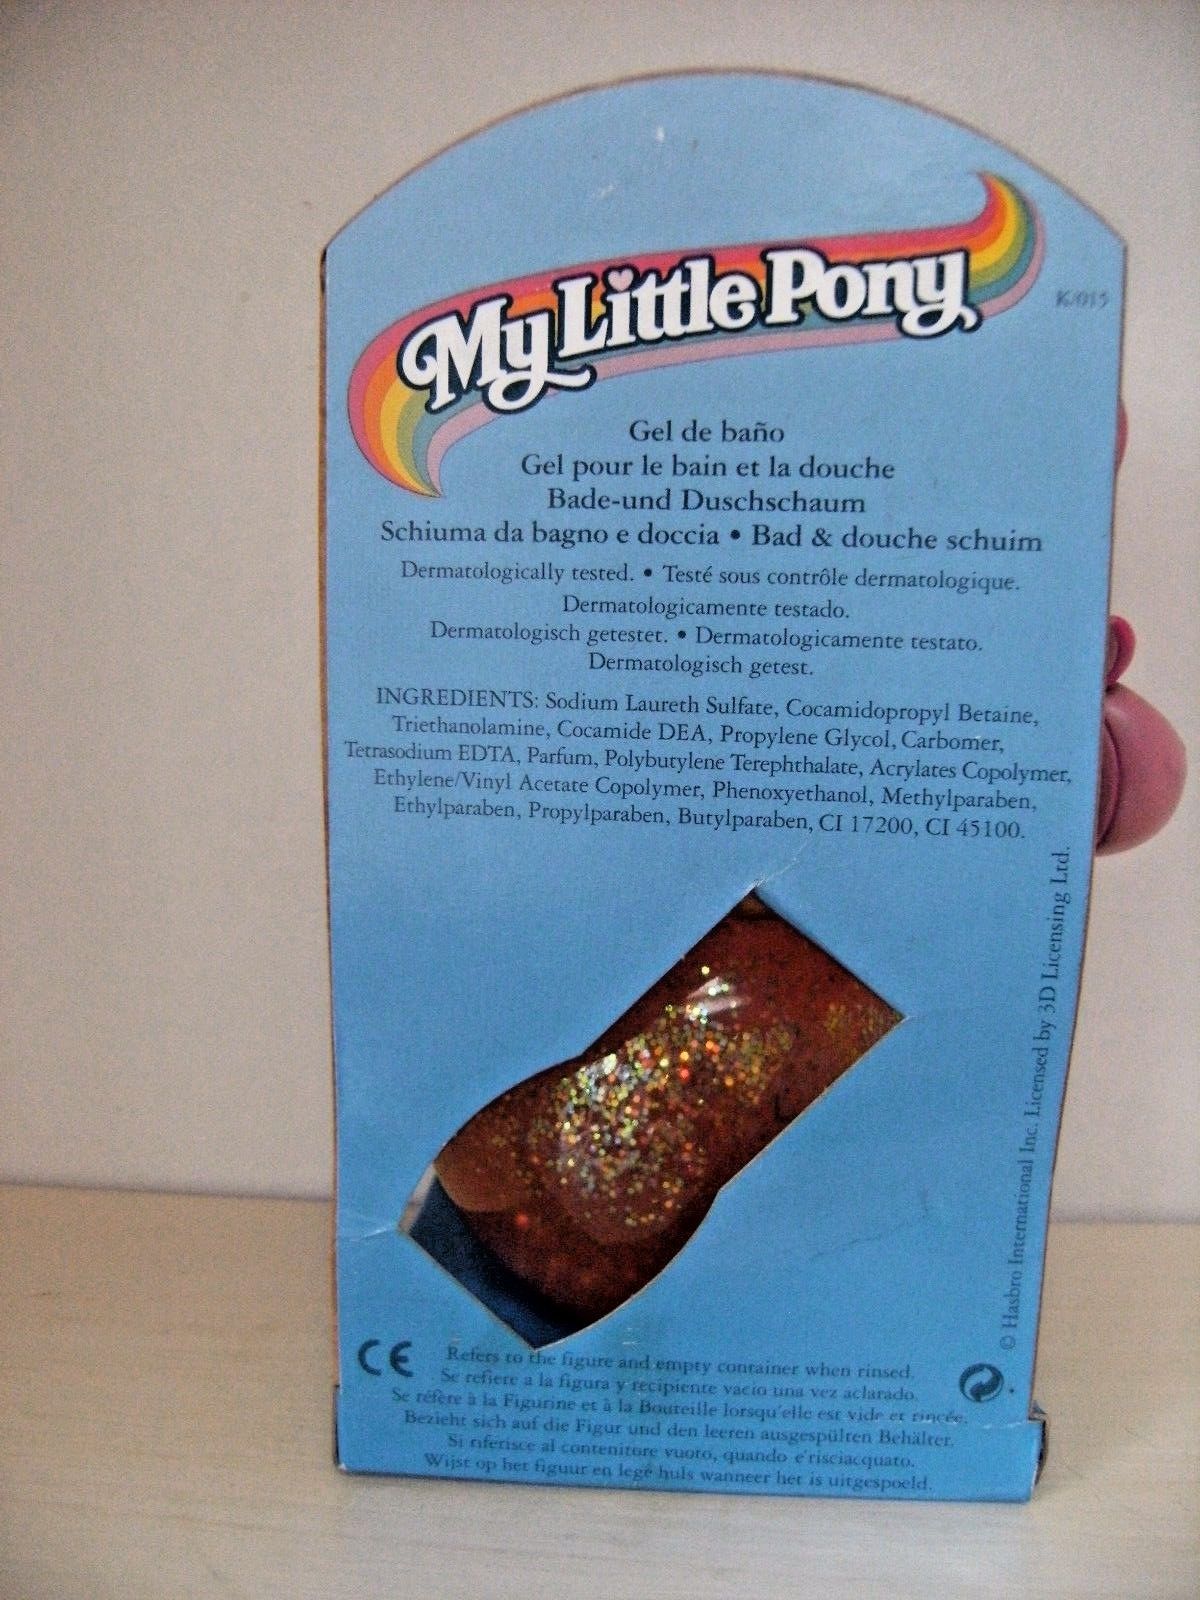 My Little Pony
K/015
Gel de baño
Gel pour le bain et la douche
Bade-und Duschschaum
Schiuma da bagno e doccia • Bad & douche schuim
Dermatologically tested. • Testé sous contrôle dermatologique.
Dermatologicamente testado.
Dermatologisch getestet. • Dermatologicamente testato.
Dermatologisch getest.
INGREDIENTS: Sodium Laureth Sulfate, Cocamidopropyl Betaine,
Triethanolamine, Cocamide DEA, Propylene Glycol, Carbomer,
Tetrasodium EDTA, Parfum, Polybutylene Terephthalate, Acrylates Copolymer,
Ethylene/Vinyl Acetate Copolymer, Phenoxyethanol, Methylparaben,
Ethylparaben, Propylparaben, Butylparaben, CI 17200, CI 45100.
© Hasbro International Inc. Licensed by 3D Licensing Ltd.
CE
Refers to the figure and empty container when rinsed.
Se refiere a la figura y recipiente vacio una vez aclarado.
Se réfère à la Figurine et à la Bouteille lorsqu'elle est vide et rincée.
Bezieht sich auf die Figur und den leeren ausgespülten Behälter.
Si riferisce al contenitore vuoto, quando e'risciacquato.
Wijst op het figuur en lege huls wanneer het is uitgespoeld.